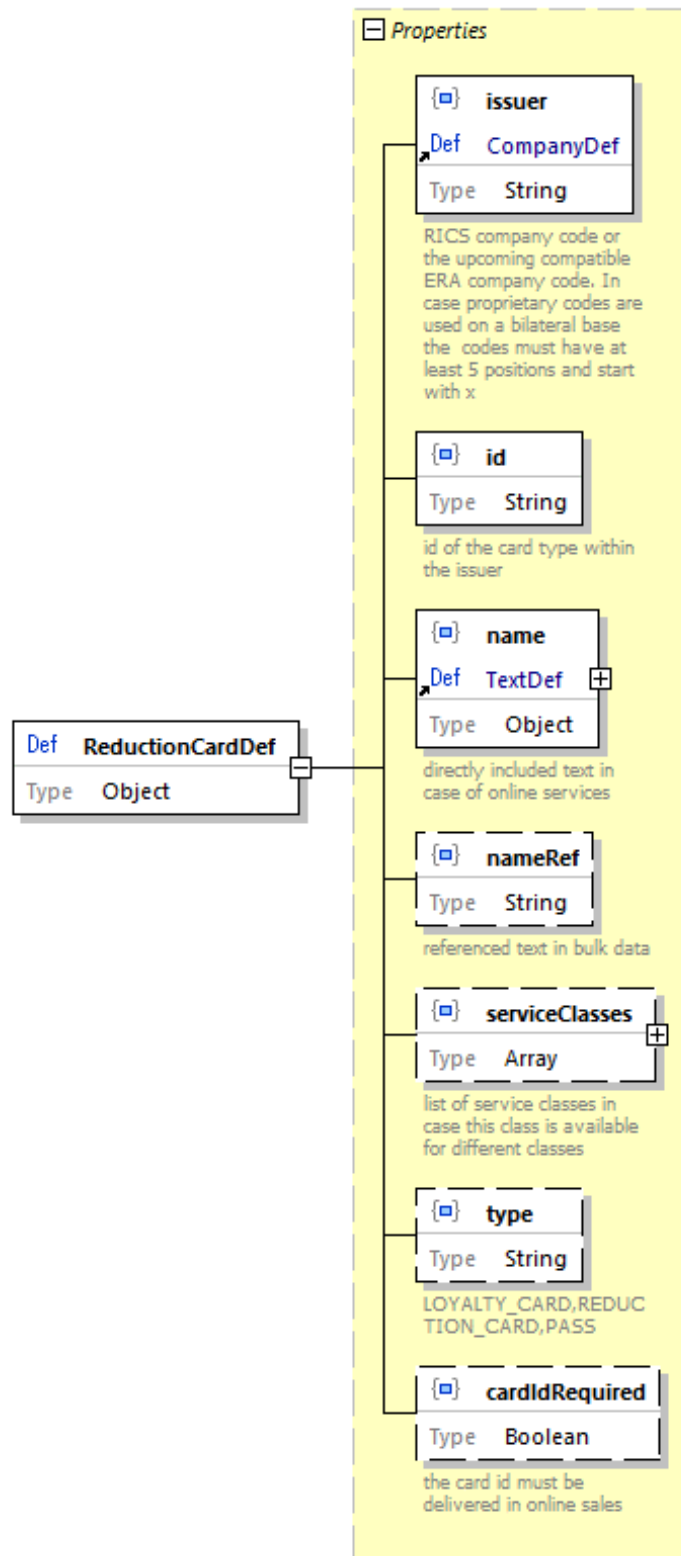 Properties
issuer
Def CompanyDef
Type String
RICS company code or
the upcoming compatible
ERA company code. In
case proprietary codes are
used on a bilateral base
the  codes must have at
least 5 positions and start
with x
id
Type String
id of the card type within
the issuer
name
Def TextDef
Type Object
directly included text in
case of online services
Def ReductionCardDef
Type Object
nameRef
Type String
referenced text in bulk data
serviceClasses
Type Array
list of service classes in
case this class is available
for different classes
type
Type String
LOYALTY_CARD,REDUC
TION_CARD,PASS
cardIdRequired
Type Boolean
the card id must be
delivered in online sales